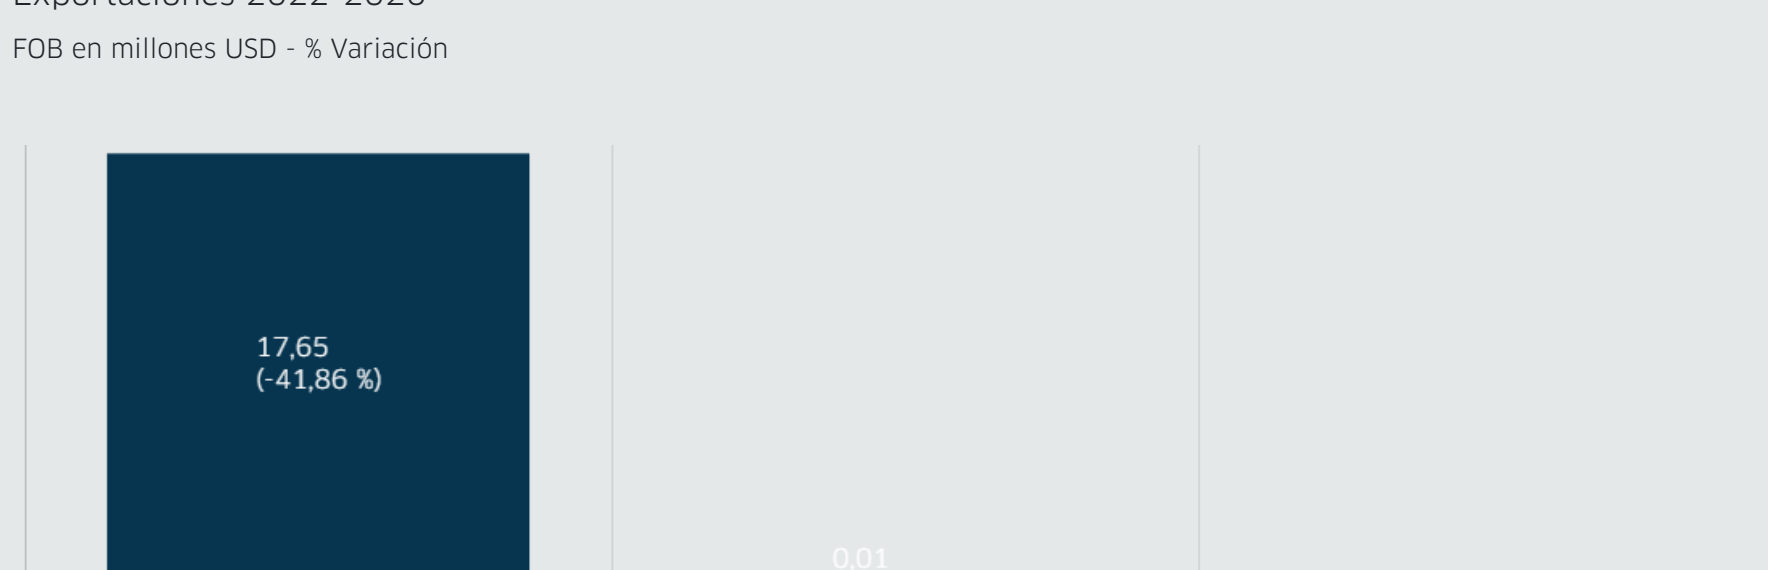 FOB en millones USD - % Variación
17,65
(-41,86 %)
0,01